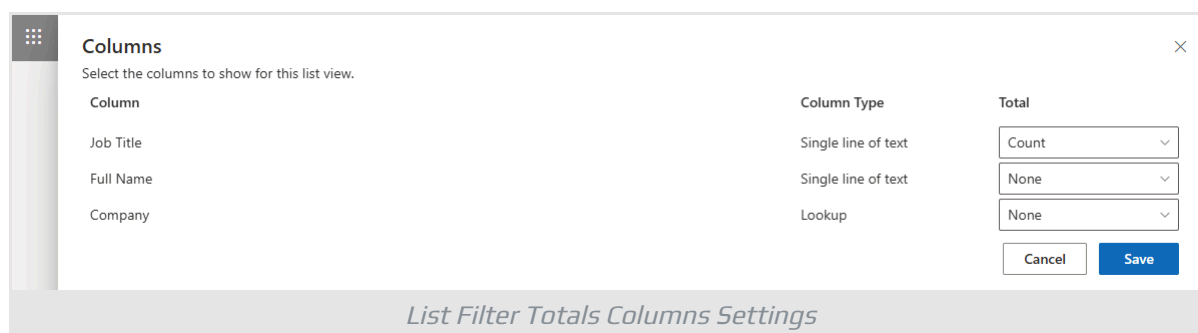 Columns
Select the columns to show for this list view.
Column Column Type Total
Job Title Single line of text Count
Full Name Single line of text None
Company Lookup None
Cancel Save
List Filter Totals Columns Settings